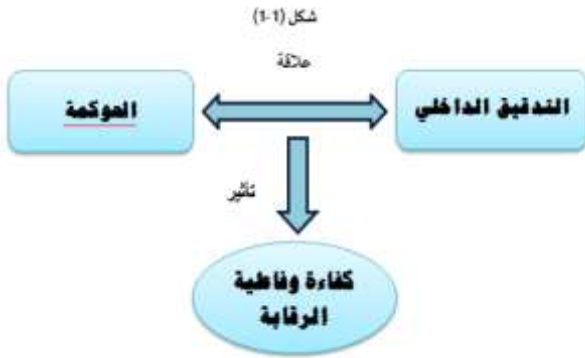 شكل (1-1)
علاقة
التدقيق الداخلي
الحوكمة
تأثير
كفاءة وفاعلية
الرقابة